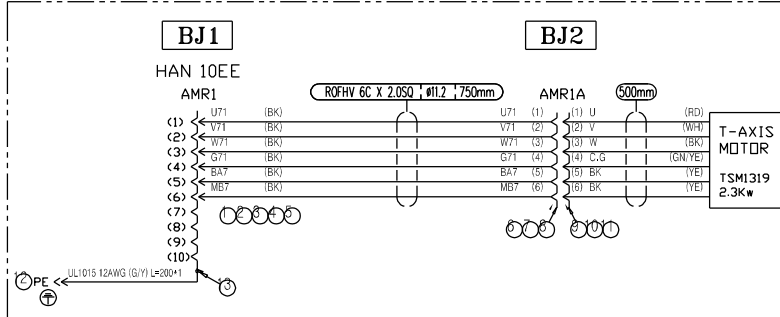 BJ1 BJ2
HAN 10EE
AMR1 ROFHV 6C X 2.0SQ ø11.2 750mm AMR1A 500mm
(1) U71 (BK) U71 (1) (1) U (RD)
(2) V71 (BK) V71 (2) (2) V (WH)
(3) W71 (BK) W71 (3) (3) W (BK)
(4) G71 (BK) G71 (4) (4) C.G (GN/YE)
(5) BA7 (BK) BA7 (5) (5) BK (YE)
(6) MB7 (BK) MB7 (6) (6) BK (YE)
T-AXIS
MOTOR
TSM1319
2.3Kw
(7)
(8)
(9)
(10)
1 2 3 4 5
6 7 8 9 10 11
12 PE UL1015 12AWG (G/Y) L=200*1 13